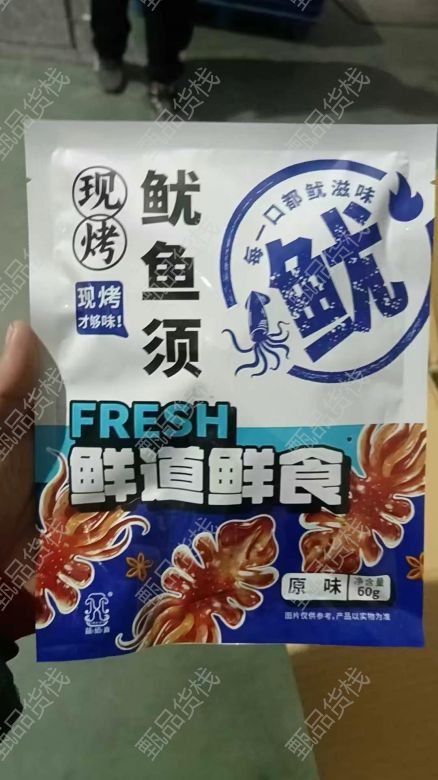 现烤
鱿鱼须
现烤
才够味!
每一口都鱿滋味
鱿
FRESH
鲜道鲜食
原味
净含量
60g
图片仅供参考,产品以实物为准
甄品货栈